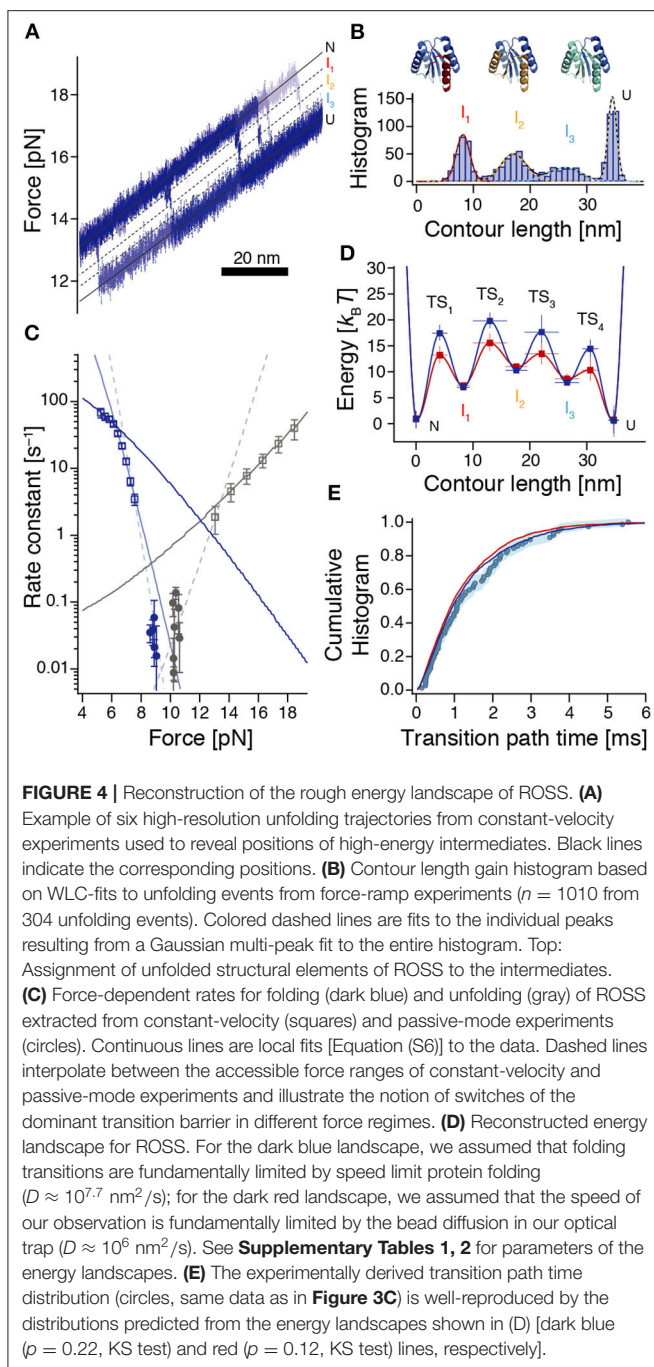 A
N
I1
I2
I3
U
Force [pN]
18
16
14
12
20 nm
B
I1
I2
I3
U
Histogram
150
100
50
0
0 10 20 30
Contour length [nm]
C
Rate constant [s⁻¹]
100
10
1
0.1
0.01
4 6 8 10 12 14 16 18
Force [pN]
D
Energy [kBT]
30
25
20
15
10
5
0
TS1 TS2 TS3 TS4
N I1 I2 I3 U
0 10 20 30
Contour length [nm]
E
Cumulative
Histogram
1.0
0.8
0.6
0.4
0.2
0.0
0 1 2 3 4 5 6
Transition path time [ms]
FIGURE 4 | Reconstruction of the rough energy landscape of ROSS. (A)
Example of six high-resolution unfolding trajectories from constant-velocity
experiments used to reveal positions of high-energy intermediates. Black lines
indicate the corresponding positions. (B) Contour length gain histogram based
on WLC-fits to unfolding events from force-ramp experiments (n = 1010 from
304 unfolding events). Colored dashed lines are fits to the individual peaks
resulting from a Gaussian multi-peak fit to the entire histogram. Top:
Assignment of unfolded structural elements of ROSS to the intermediates.
(C) Force-dependent rates for folding (dark blue) and unfolding (gray) of ROSS
extracted from constant-velocity (squares) and passive-mode experiments
(circles). Continuous lines are local fits [Equation (S6)] to the data. Dashed lines
interpolate between the accessible force ranges of constant-velocity and
passive-mode experiments and illustrate the notion of switches of the
dominant transition barrier in different force regimes. (D) Reconstructed energy
landscape for ROSS. For the dark blue landscape, we assumed that folding
transitions are fundamentally limited by speed limit protein folding
(D ≈ 10^7.7 nm²/s); for the dark red landscape, we assumed that the speed of
our observation is fundamentally limited by the bead diffusion in our optical
trap (D ≈ 10⁶ nm²/s). See Supplementary Tables 1, 2 for parameters of the
energy landscapes. (E) The experimentally derived transition path time
distribution (circles, same data as in Figure 3C) is well-reproduced by the
distributions predicted from the energy landscapes shown in (D) [dark blue
(p = 0.22, KS test) and red (p = 0.12, KS test) lines, respectively].